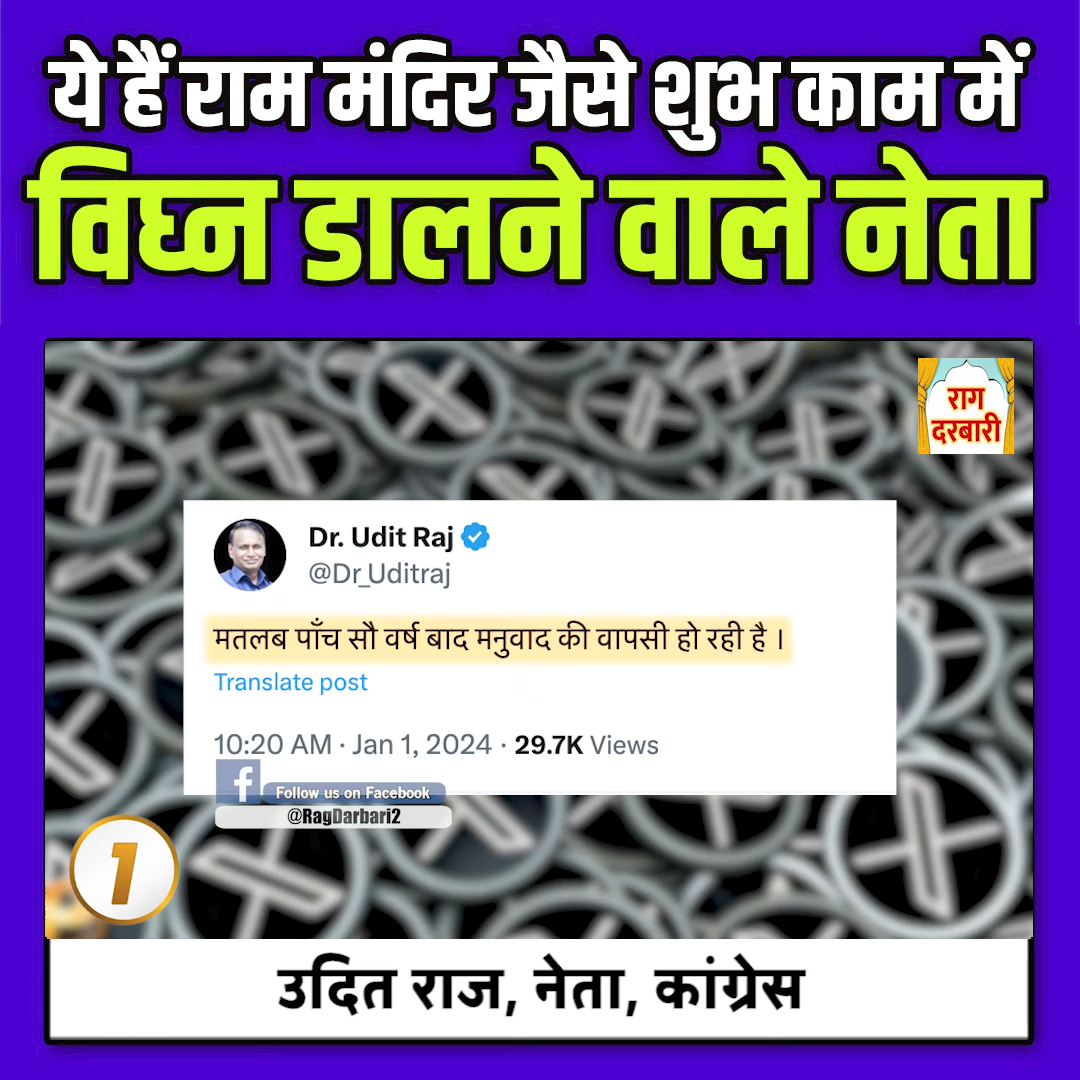 ये हैं राम मंदिर जैसे शुभ काम में
विघ्न डालने वाले नेता
राग
दरबारी
Dr. Udit Raj
@Dr_Uditraj
मतलब पाँच सौ वर्ष बाद मनुवाद की वापसी हो रही है ।
Translate post
10:20 AM · Jan 1, 2024 · 29.7K Views
f Follow us on Facebook
@RagDarbari2
1
उदित राज, नेता, कांग्रेस